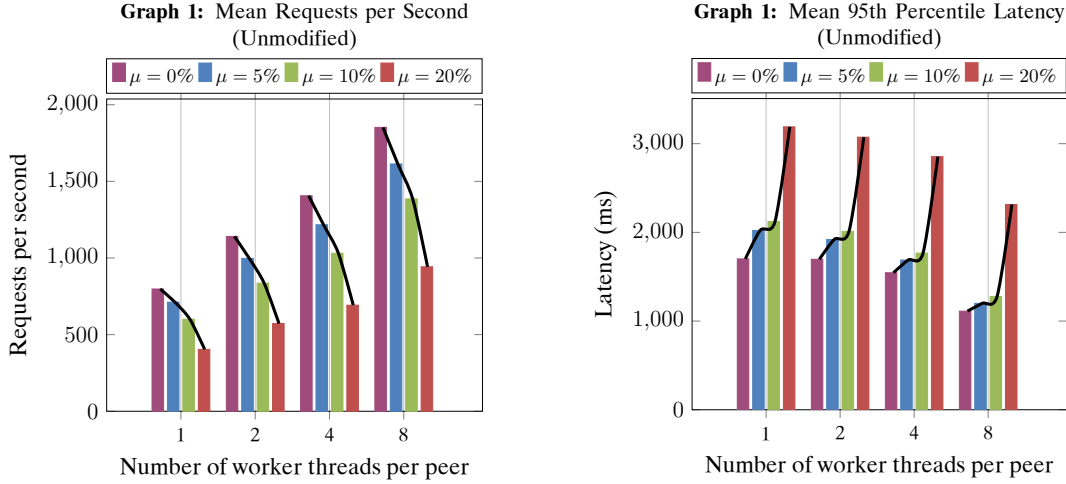 Graph 1: Mean Requests per Second
(Unmodified)
μ = 0% μ = 5% μ = 10% μ = 20%
2,000
1,500
1,000
500
0
Requests per second
1 2 4 8
Number of worker threads per peer
Graph 1: Mean 95th Percentile Latency
(Unmodified)
μ = 0% μ = 5% μ = 10% μ = 20%
3,000
2,000
1,000
0
Latency (ms)
1 2 4 8
Number of worker threads per peer